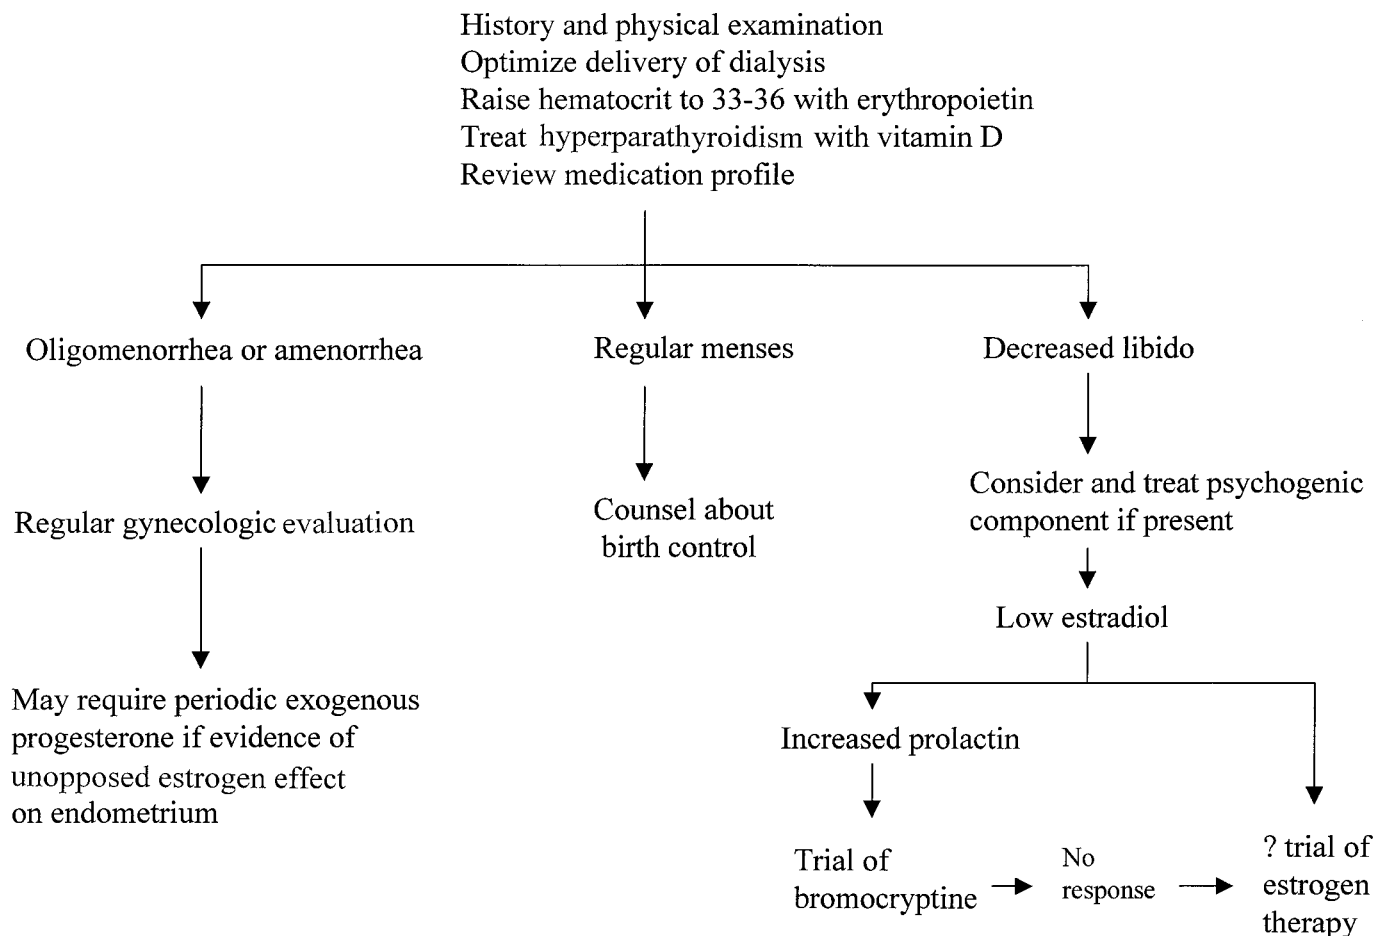 History and physical examination
Optimize delivery of dialysis
Raise hematocrit to 33-36 with erythropoietin
Treat hyperparathyroidism with vitamin D
Review medication profile
Oligomenorrhea or amenorrhea
Regular menses
Decreased libido
Regular gynecologic evaluation
Counsel about
birth control
Consider and treat psychogenic
component if present
Low estradiol
May require periodic exogenous
progesterone if evidence of
unopposed estrogen effect
on endometrium
Increased prolactin
Trial of
bromocryptine
No
response
? trial of
estrogen
therapy